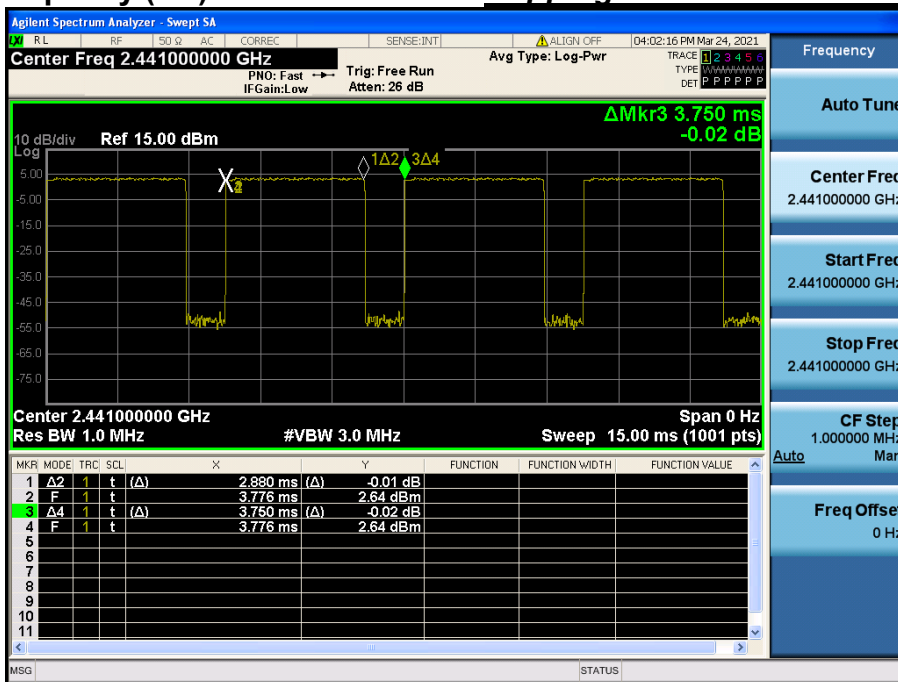 Agilent Spectrum Analyzer - Swept SA
LXI RL RF 50 Ω AC CORREC SENSE:INT ALIGN OFF 04:02:16 PM Mar 24, 2021
Center Freq 2.441000000 GHz
PNO: Fast
IFGain:Low
Trig: Free Run
Atten: 26 dB
Avg Type: Log-Pwr
TRACE 1 2 3 4 5 6
TYPE
DET P P P P P P
ΔMkr3 3.750 ms
-0.02 dB
10 dB/div Ref 15.00 dBm
Log
5.00
-5.00
-15.0
-25.0
-35.0
-45.0
-55.0
-65.0
-75.0
1Δ2 3Δ4
Center 2.441000000 GHz Span 0 Hz
Res BW 1.0 MHz #VBW 3.0 MHz Sweep 15.00 ms (1001 pts)
MKR MODE TRC SCL X Y FUNCTION FUNCTION WIDTH FUNCTION VALUE
1 Δ2 1 t (Δ) 2.880 ms (Δ) -0.01 dB
2 F 1 t 3.776 ms 2.64 dBm
3 Δ4 1 t (Δ) 3.750 ms (Δ) -0.02 dB
4 F 1 t 3.776 ms 2.64 dBm
5
6
7
8
9
10
11
MSG STATUS
Frequency
Auto Tune
Center Freq
2.441000000 GHz
Start Freq
2.441000000 GHz
Stop Freq
2.441000000 GHz
CF Step
1.000000 MHz
Auto Man
Freq Offset
0 Hz